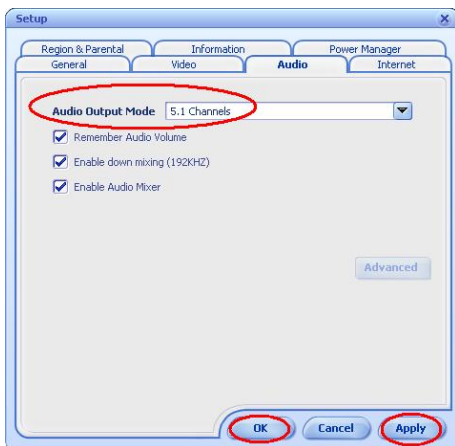 Setup
Region & Parental Information Power Manager
General Video Audio Internet
Audio Output Mode 5.1 Channels
Remember Audio Volume
Enable down mixing (192KHZ)
Enable Audio Mixer
Advanced
OK Cancel Apply